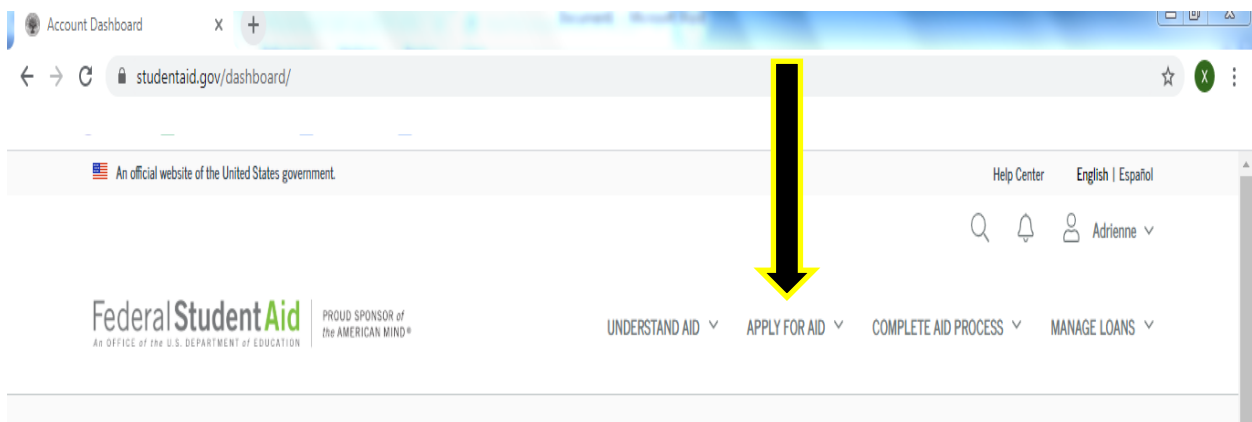 Account Dashboard
studentaid.gov/dashboard/
X
An official website of the United States government.
Help Center English | Español
Adrienne
Federal Student Aid
An OFFICE of the U.S. DEPARTMENT of EDUCATION
PROUD SPONSOR of
the AMERICAN MIND®
UNDERSTAND AID APPLY FOR AID COMPLETE AID PROCESS MANAGE LOANS